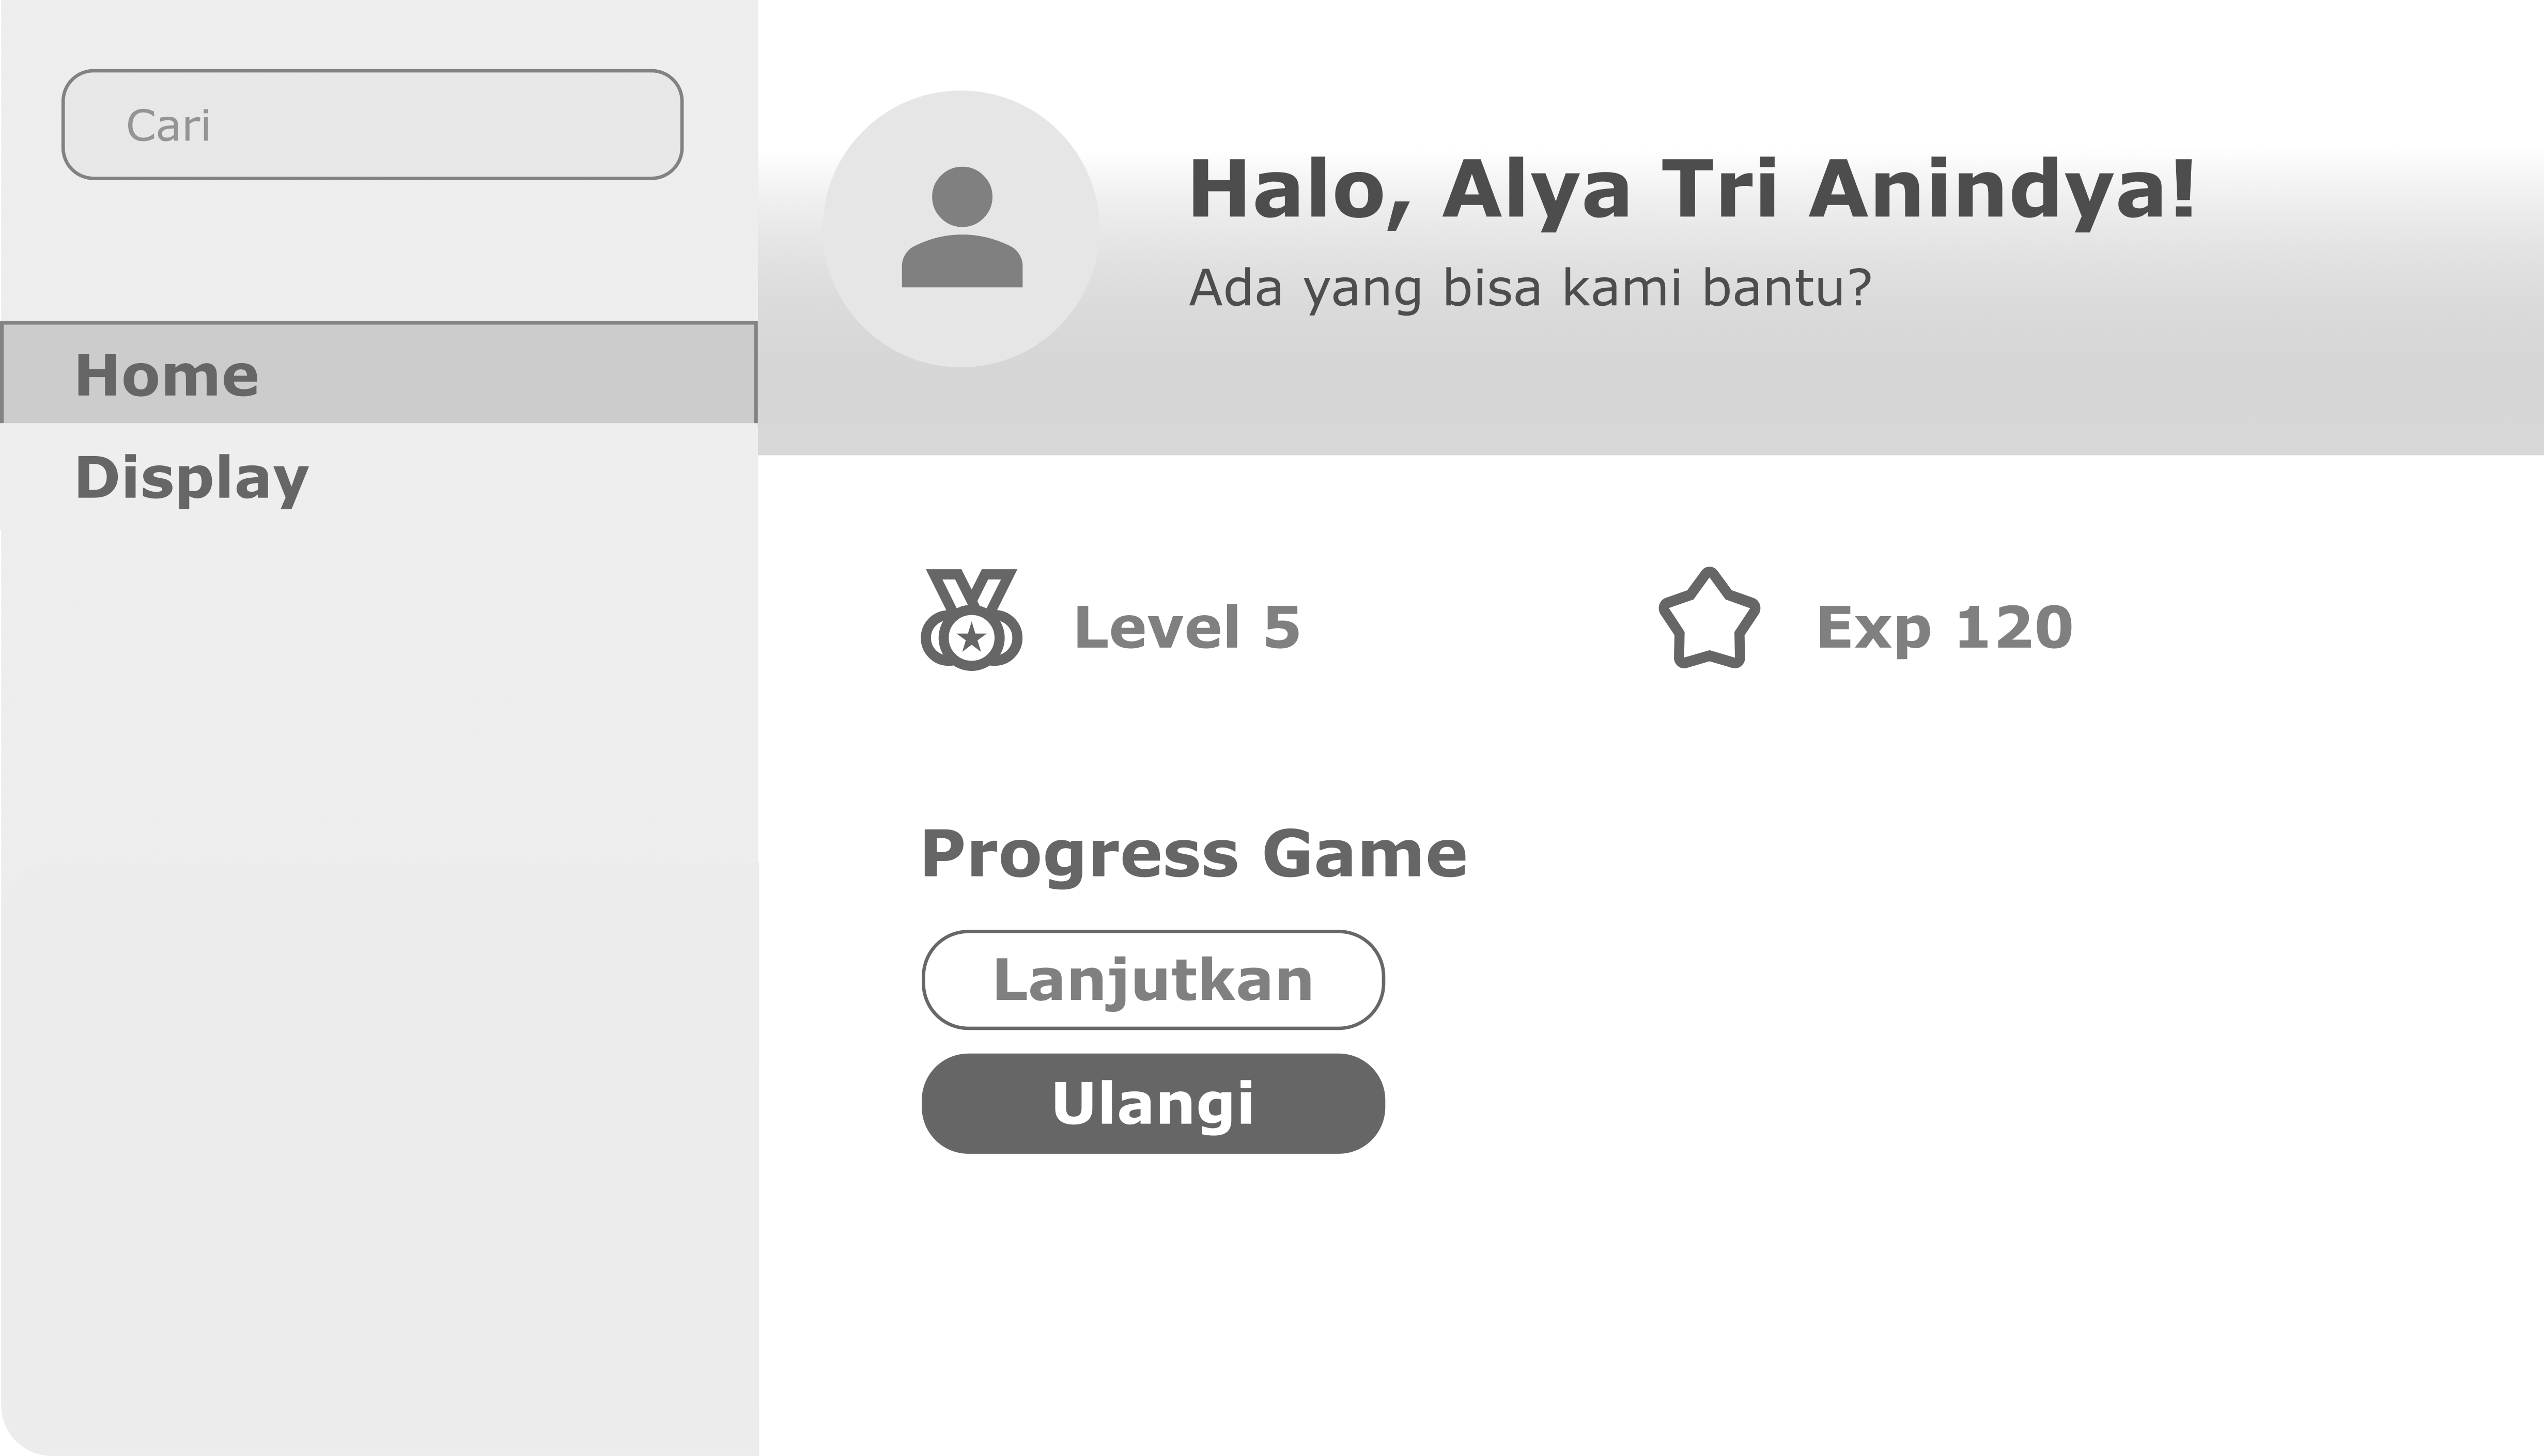 Cari
Home
Display
Halo, Alya Tri Anindya!
Ada yang bisa kami bantu?
Level 5
Exp 120
Progress Game
Lanjutkan
Ulangi